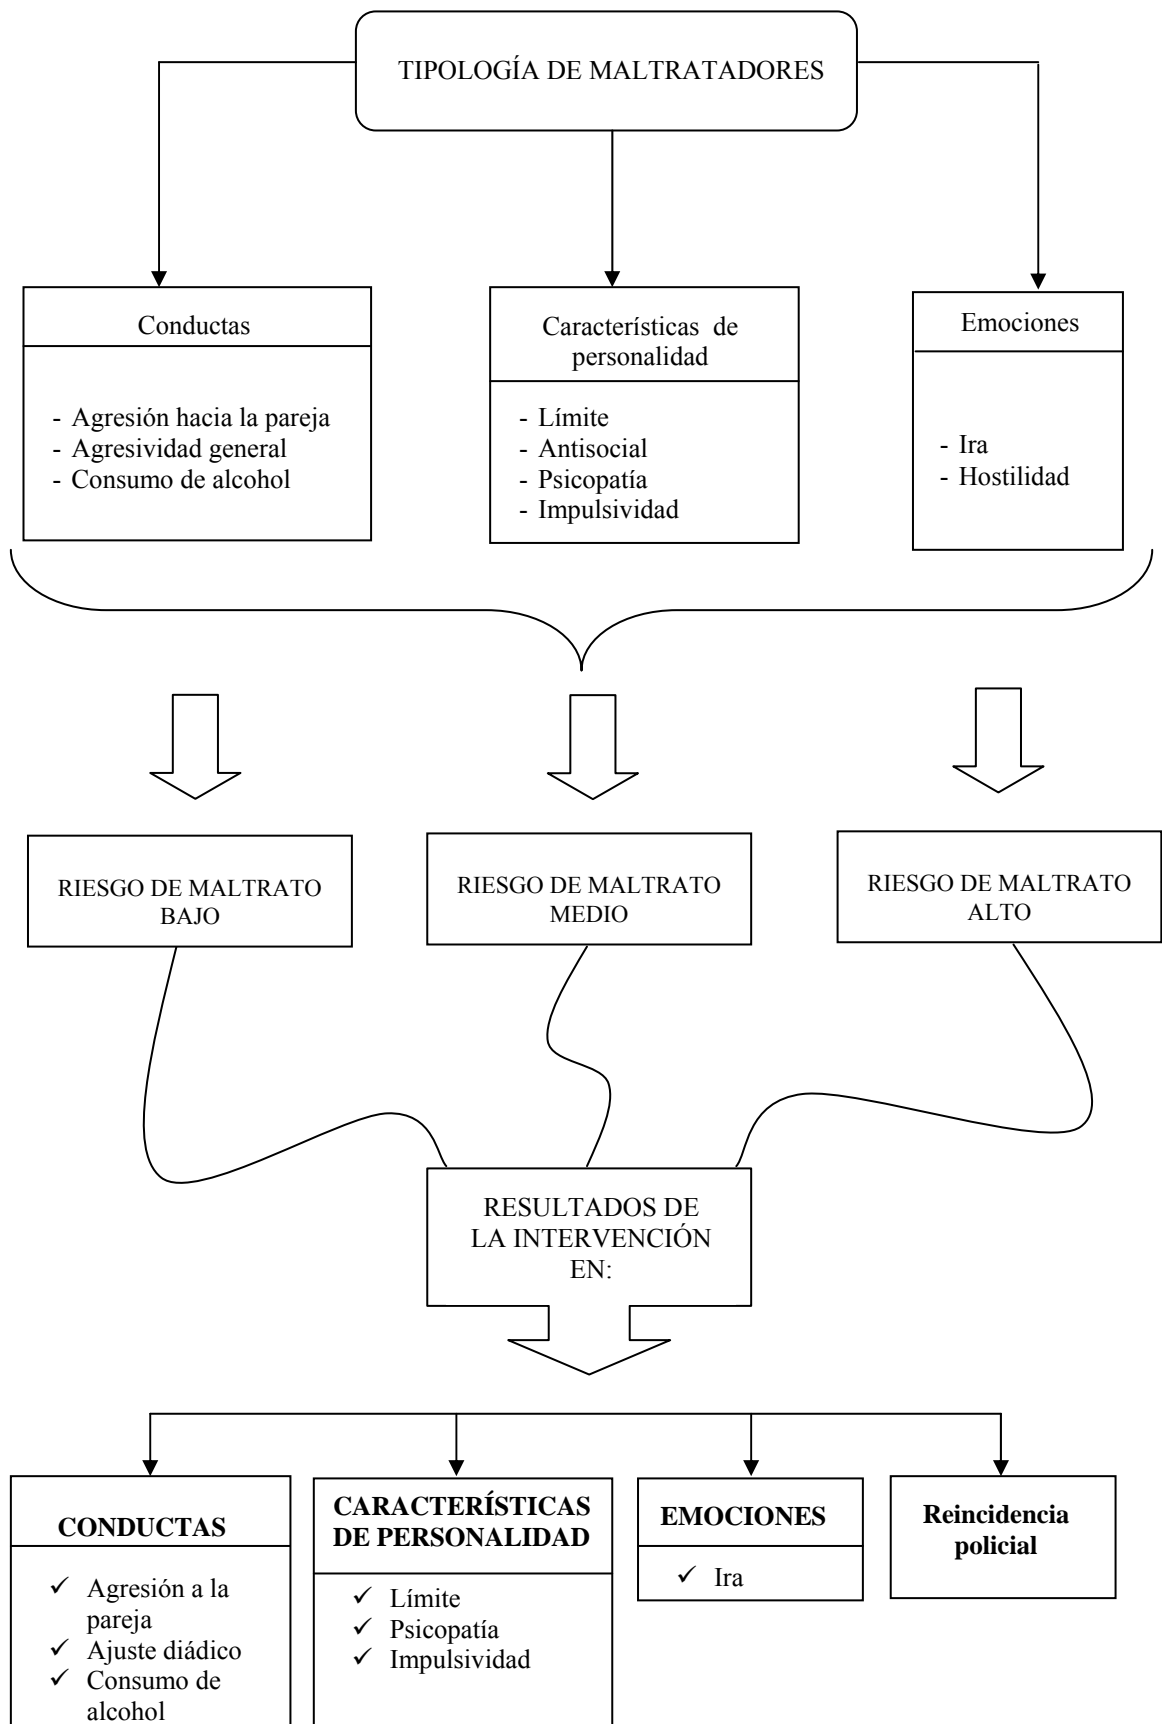 TIPOLOGÍA DE MALTRATADORES
Conductas
- Agresión hacia la pareja
- Agresividad general
- Consumo de alcohol
Características de
personalidad
- Límite
- Antisocial
- Psicopatía
- Impulsividad
Emociones
- Ira
- Hostilidad
RIESGO DE MALTRATO
BAJO
RIESGO DE MALTRATO
MEDIO
RIESGO DE MALTRATO
ALTO
RESULTADOS DE
LA INTERVENCIÓN
EN:
CONDUCTAS
✓ Agresión a la
pareja
✓ Ajuste diádico
✓ Consumo de
alcohol
CARACTERÍSTICAS
DE PERSONALIDAD
✓ Límite
✓ Psicopatía
✓ Impulsividad
EMOCIONES
✓ Ira
Reincidencia
policial